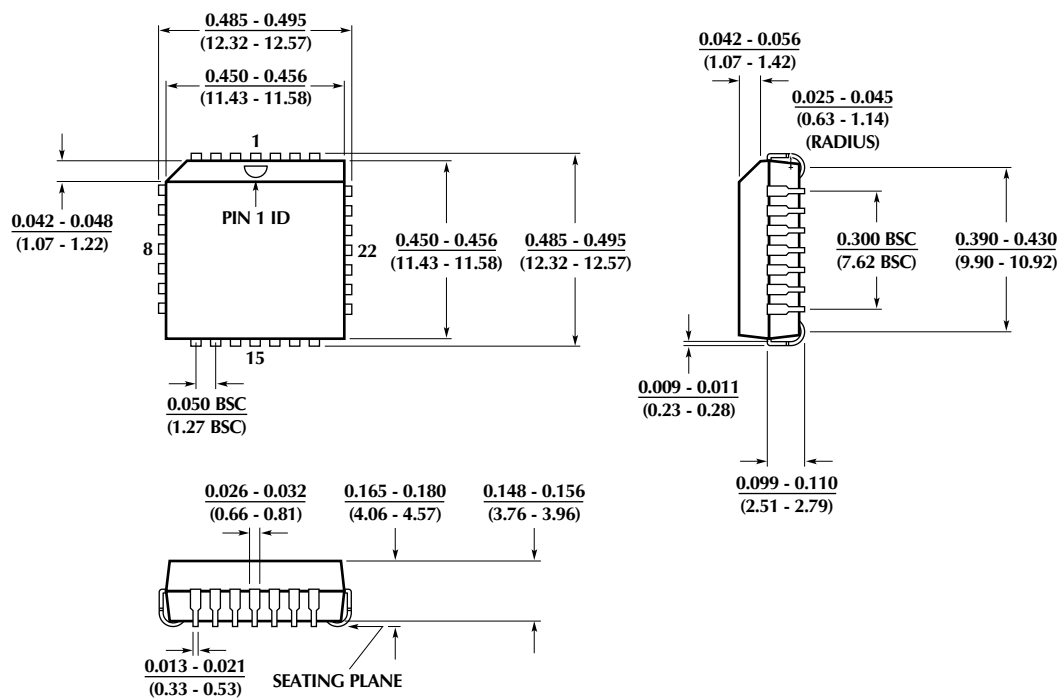 0.485 - 0.495
(12.32 - 12.57)
0.450 - 0.456
(11.43 - 11.58)
1
PIN 1 ID
0.042 - 0.048
(1.07 - 1.22)
8
22
0.450 - 0.456
(11.43 - 11.58)
0.485 - 0.495
(12.32 - 12.57)
15
0.050 BSC
(1.27 BSC)
0.042 - 0.056
(1.07 - 1.42)
0.025 - 0.045
(0.63 - 1.14)
(RADIUS)
0.300 BSC
(7.62 BSC)
0.390 - 0.430
(9.90 - 10.92)
0.009 - 0.011
(0.23 - 0.28)
0.099 - 0.110
(2.51 - 2.79)
0.026 - 0.032
(0.66 - 0.81)
0.165 - 0.180
(4.06 - 4.57)
0.148 - 0.156
(3.76 - 3.96)
0.013 - 0.021
(0.33 - 0.53)
SEATING PLANE